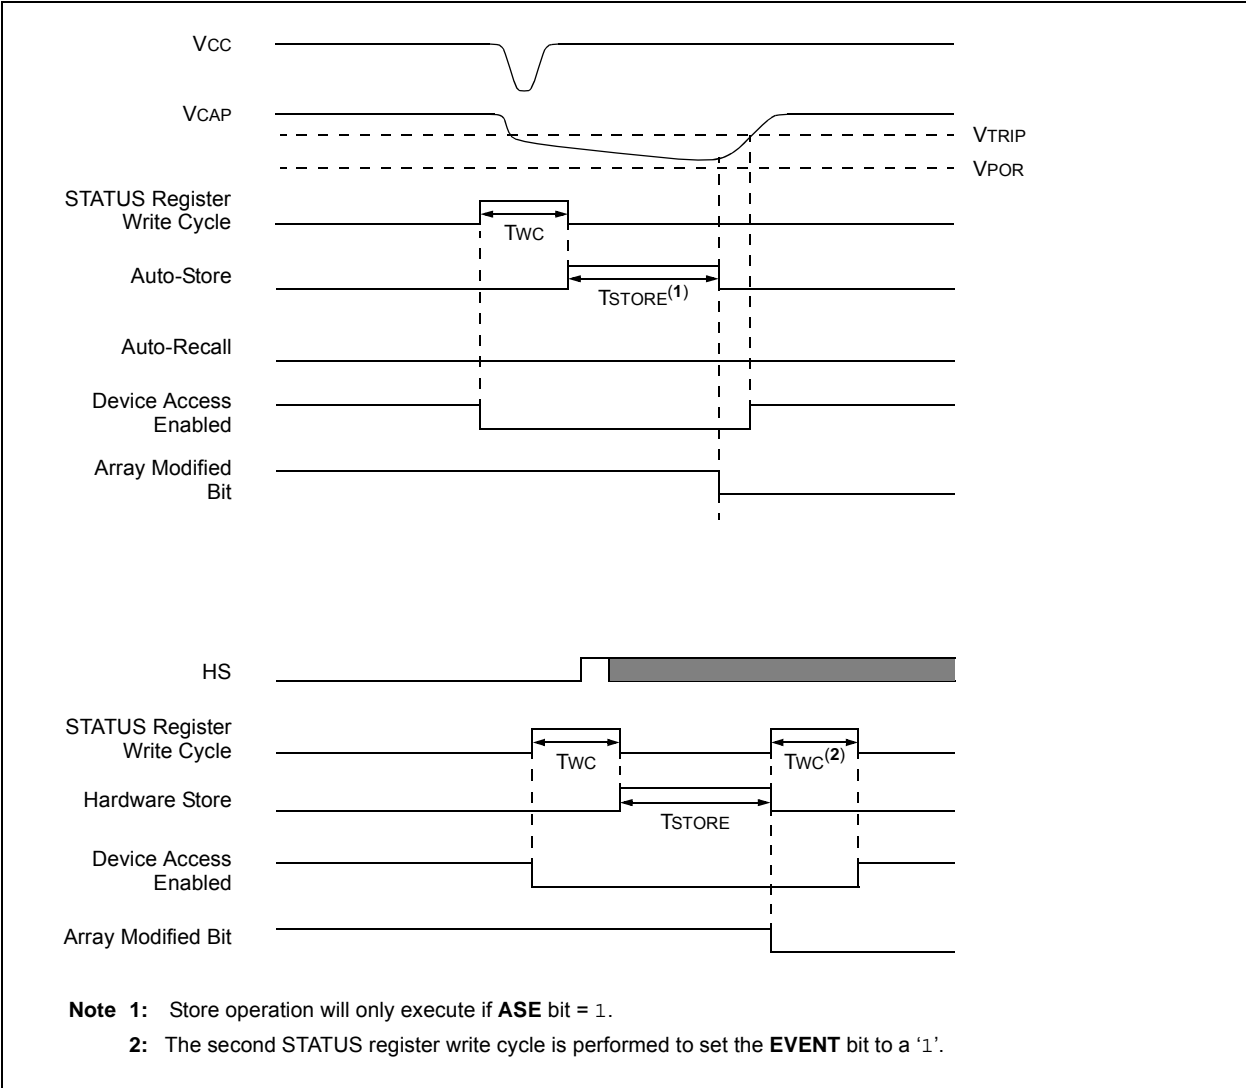 VCC
VCAP
VTRIP
VPOR
STATUS Register
Write Cycle
TWC
Auto-Store
TSTORE(1)
Auto-Recall
Device Access
Enabled
Array Modified
Bit
HS
STATUS Register
Write Cycle
TWC
TWC(2)
Hardware Store
TSTORE
Device Access
Enabled
Array Modified Bit
Note 1: Store operation will only execute if ASE bit = 1.
2: The second STATUS register write cycle is performed to set the EVENT bit to a ‘1’.